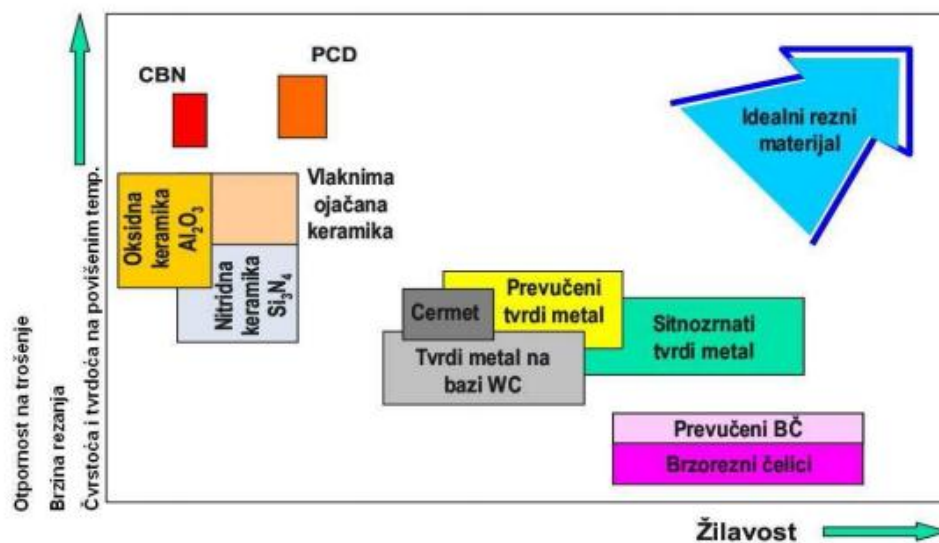 CBN
PCD
Idealni rezni
materijal
Oksidna
keramika
Al₂O₃
Vlaknima
ojačana
keramika
Nitridna
keramika
Si₃N₄
Cermet
Prevučeni
tvrdi metal
Sitnozrnati
tvrdi metal
Tvrdi metal na
bazi WC
Prevučeni BČ
Brzorezni čelici
Otpornost na trošenje
Brzina rezanja
Čvrstoća i tvrdoća na povišenim temp.
Žilavost